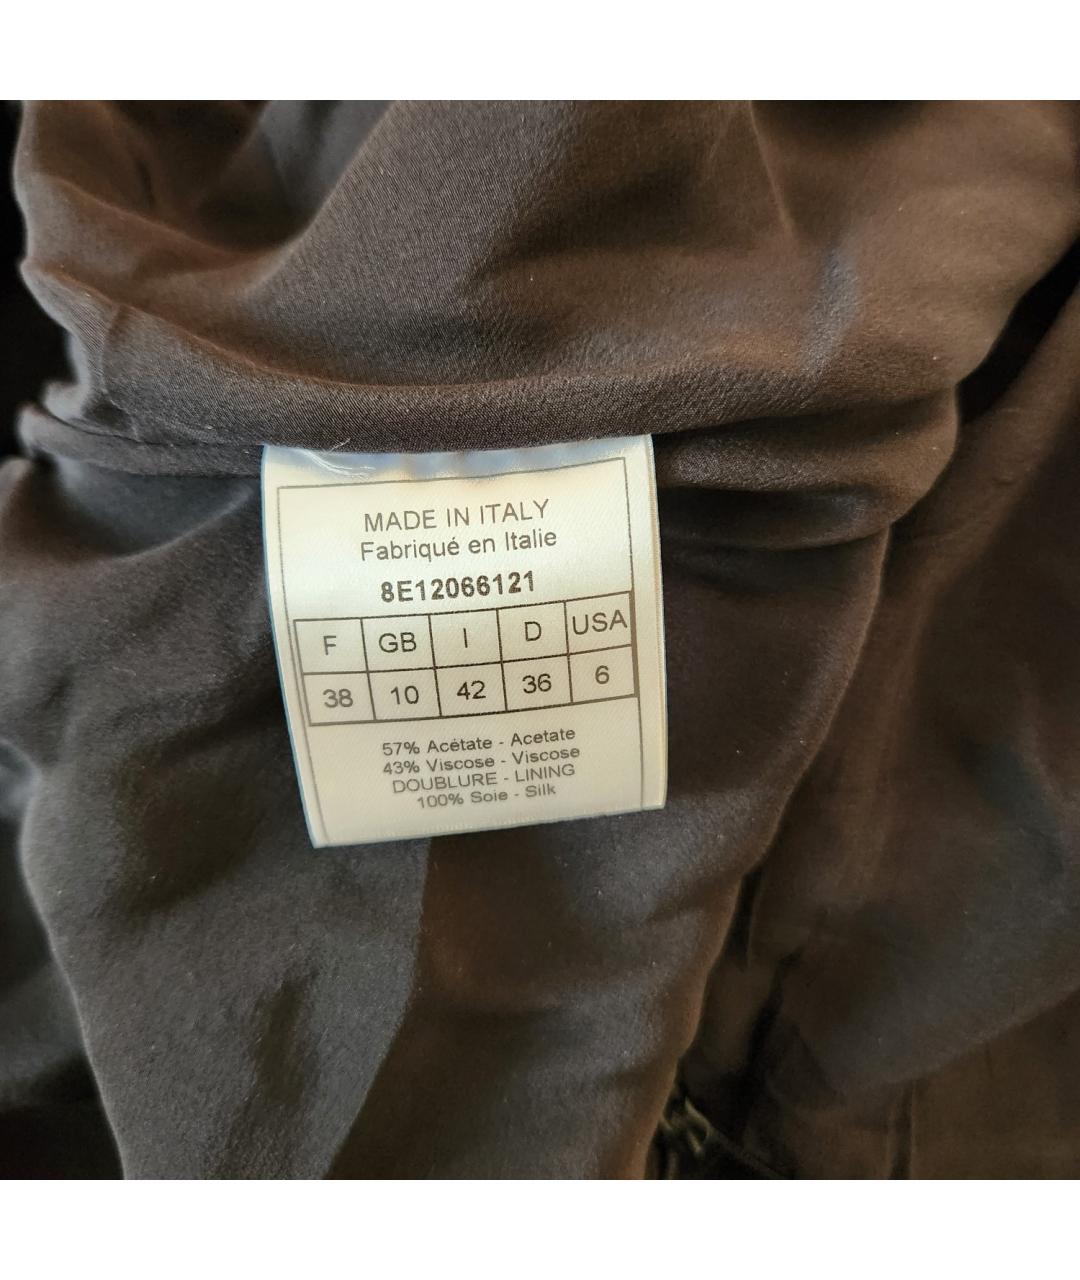 MADE IN ITALY
Fabriqué en Italie
8E12066121
F GB I D USA
38 10 42 36 6
57% Acétate - Acetate
43% Viscose - Viscose
DOUBLURE - LINING
100% Soie - Silk